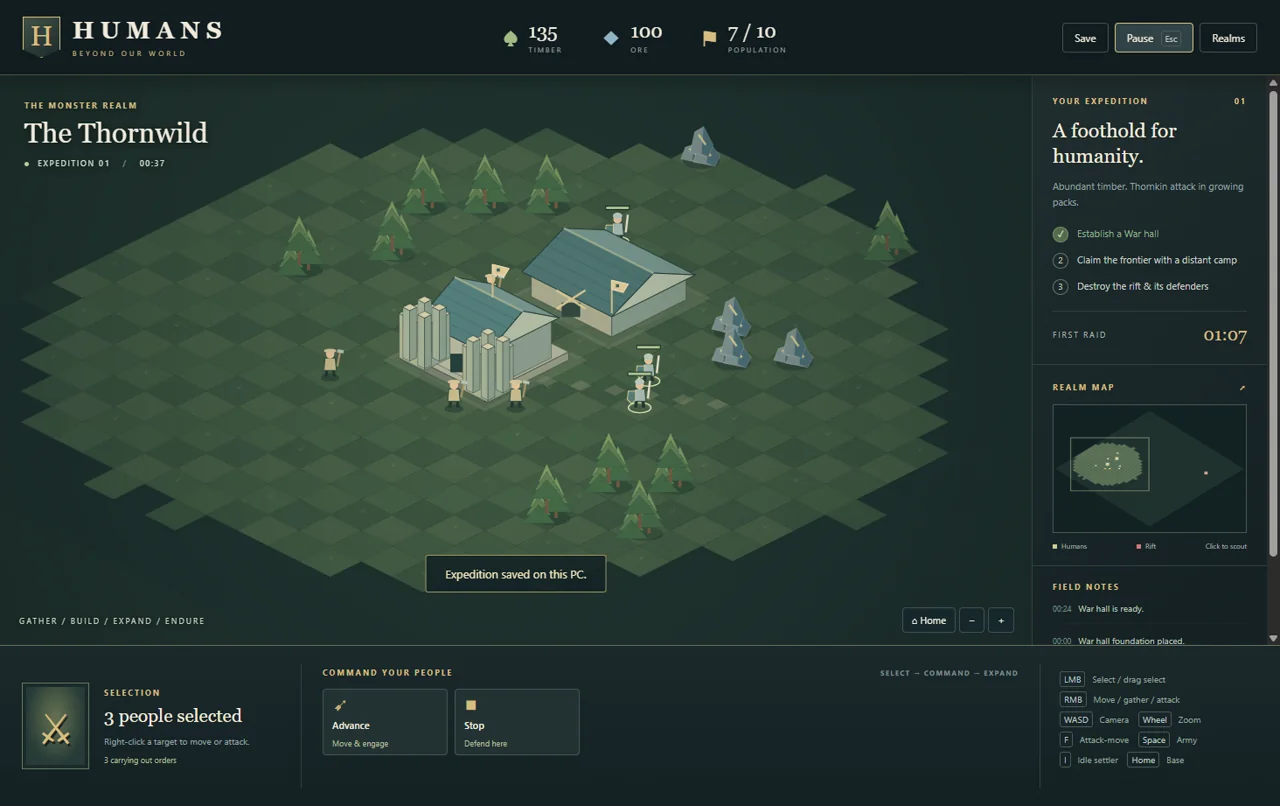 H
HUMANS
BEYOND OUR WORLD
135
TIMBER
100
ORE
7 / 10
POPULATION
Save
Pause Esc
Realms
THE MONSTER REALM
The Thornwild
EXPEDITION 01 / 00:37
YOUR EXPEDITION 01
A foothold for
humanity.
Abundant timber. Thornkin attack in growing
packs.
✓ Establish a War hall
2 Claim the frontier with a distant camp
3 Destroy the rift & its defenders
FIRST RAID 01:07
REALM MAP
Humans Rift Click to scout
FIELD NOTES
00:24 War hall is ready.
00:00 War hall foundation placed.
Expedition saved on this PC.
GATHER / BUILD / EXPAND / ENDURE
⌂ Home
−
+
SELECTION
3 people selected
Right-click a target to move or attack.
3 carrying out orders
COMMAND YOUR PEOPLE
SELECT → COMMAND → EXPAND
Advance
Move & engage
Stop
Defend here
LMB Select / drag select
RMB Move / gather / attack
WASD Camera Wheel Zoom
F Attack-move Space Army
I Idle settler Home Base